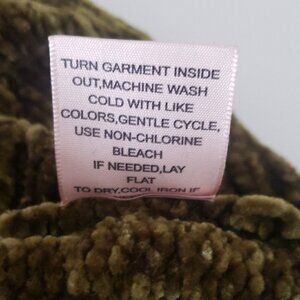 TURN GARMENT INSIDE
OUT,MACHINE WASH
COLD WITH LIKE
COLORS,GENTLE CYCLE,
USE NON-CHLORINE
BLEACH
IF NEEDED,LAY
FLAT
TO DRY,COOL IRON IF